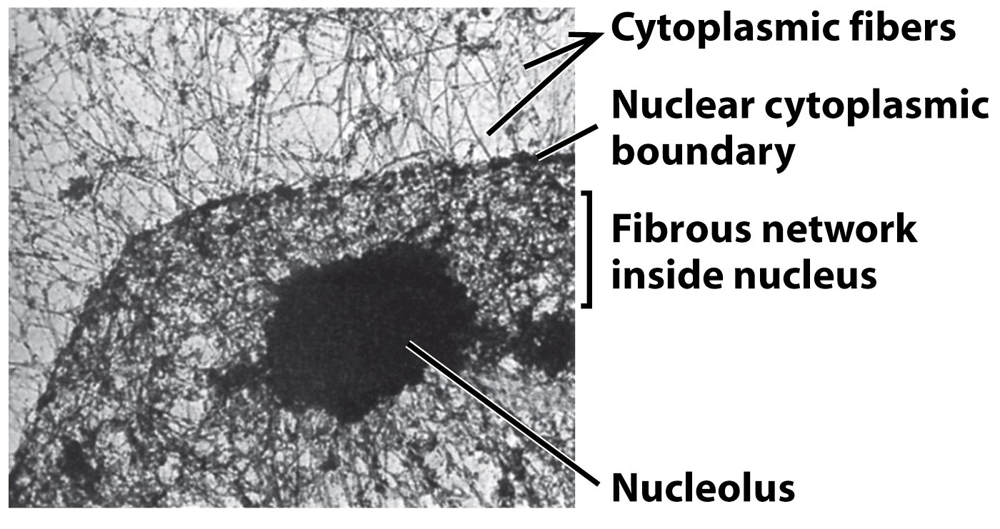 Cytoplasmic fibers
Nuclear cytoplasmic
boundary
Fibrous network
inside nucleus
Nucleolus